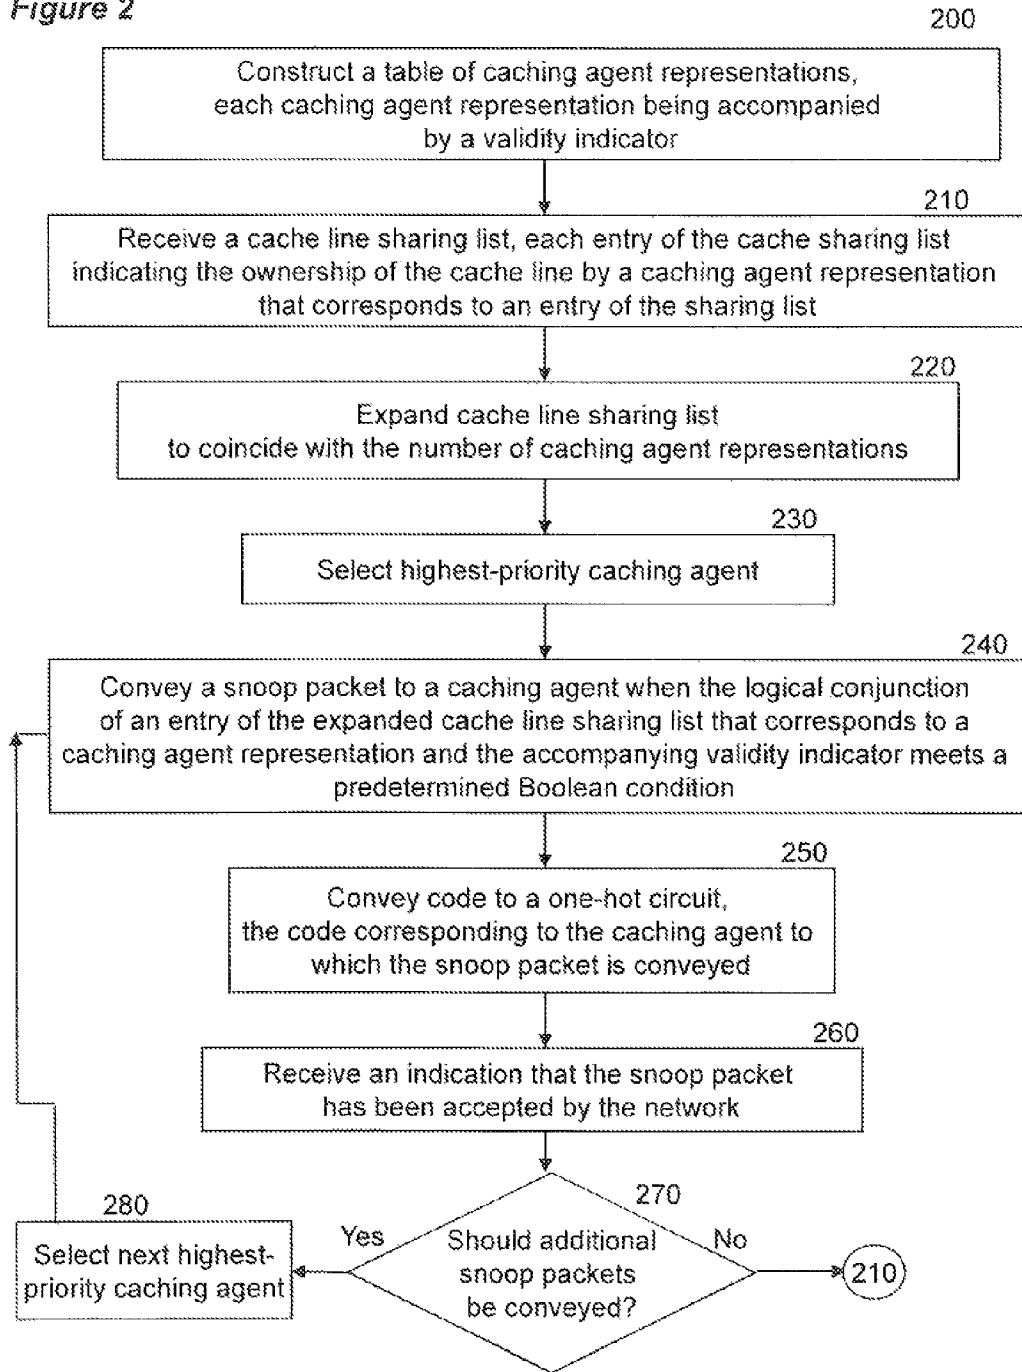 Figure 2
200
Construct a table of caching agent representations,
each caching agent representation being accompanied
by a validity indicator
210
Receive a cache line sharing list, each entry of the cache sharing list
indicating the ownership of the cache line by a caching agent representation
that corresponds to an entry of the sharing list
220
Expand cache line sharing list
to coincide with the number of caching agent representations
230
Select highest-priority caching agent
240
Convey a snoop packet to a caching agent when the logical conjunction
of an entry of the expanded cache line sharing list that corresponds to a
caching agent representation and the accompanying validity indicator meets a
predetermined Boolean condition
250
Convey code to a one-hot circuit,
the code corresponding to the caching agent to
which the snoop packet is conveyed
260
Receive an indication that the snoop packet
has been accepted by the network
270
Should additional
snoop packets
be conveyed?
Yes
No
280
Select next highest-
priority caching agent
210